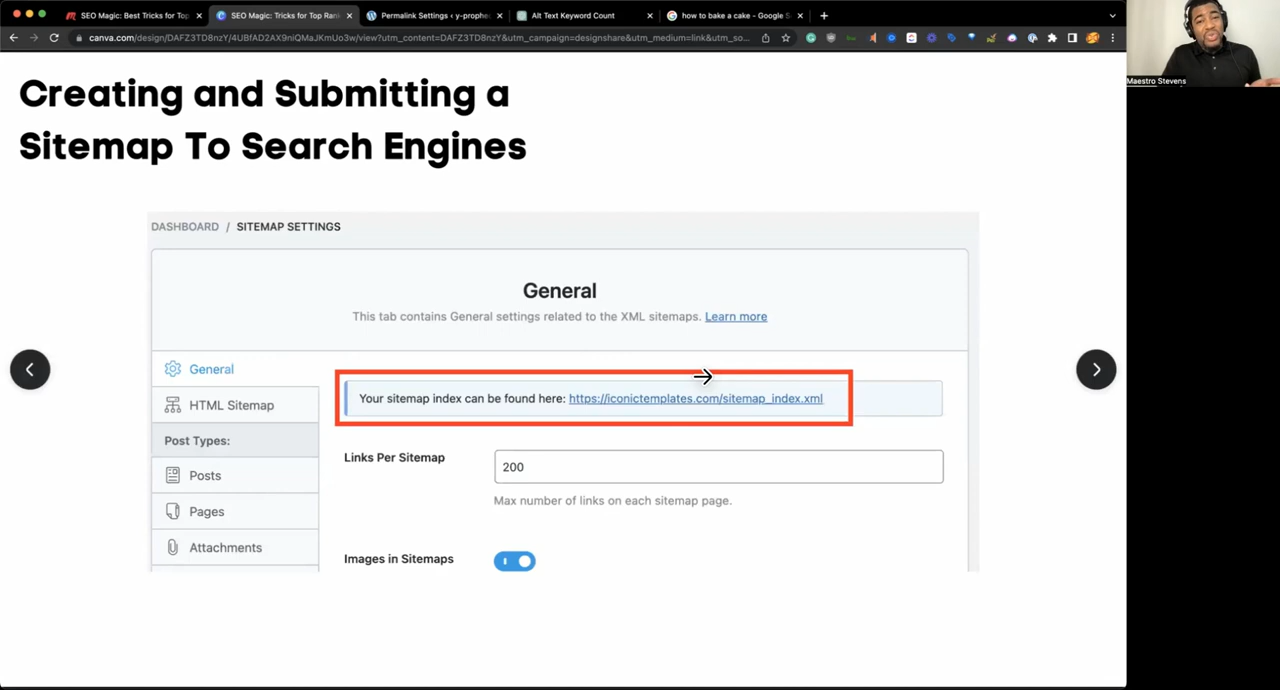 SEO Magic: Best Tricks for Top
SEO Magic: Tricks for Top Ran
Permalink Settings ‹ y-prophe
Alt Text Keyword Count
how to bake a cake - Google S
canva.com/design/DAFZ3TD8nzY/4UBfAD2AX9niQMaJKmUo3w/view?utm_content=DAFZ3TD8nzY&utm_campaign=designshare&utm_medium=link&utm_so...
Maestro Stevens
Creating and Submitting a
Sitemap To Search Engines
DASHBOARD / SITEMAP SETTINGS
General
This tab contains General settings related to the XML sitemaps. Learn more
General
HTML Sitemap
Post Types:
Posts
Pages
Attachments
Your sitemap index can be found here: https://iconictemplates.com/sitemap_index.xml
Links Per Sitemap
200
Max number of links on each sitemap page.
Images in Sitemaps